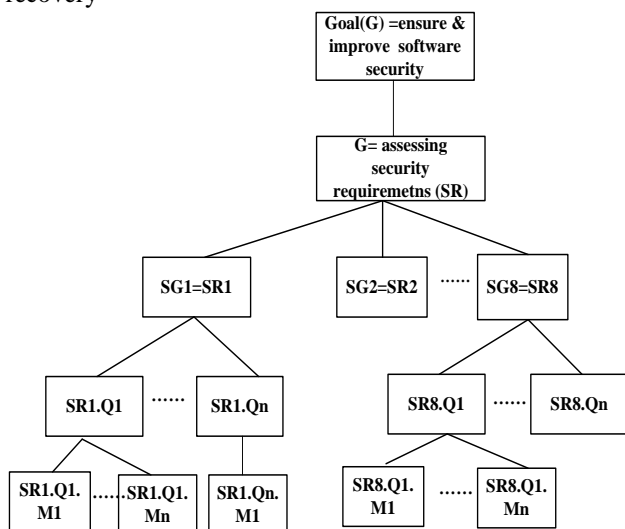 recovery
Goal(G) =ensure &
improve software
security
G= assessing
security
requiremetns (SR)
SG1=SR1
SG2=SR2
......
SG8=SR8
SR1.Q1
......
SR1.Qn
SR8.Q1
......
SR8.Qn
SR1.Q1.
M1
......
SR1.Q1.
Mn
SR1.Qn.
M1
SR8.Q1.
M1
......
SR8.Q1.
Mn